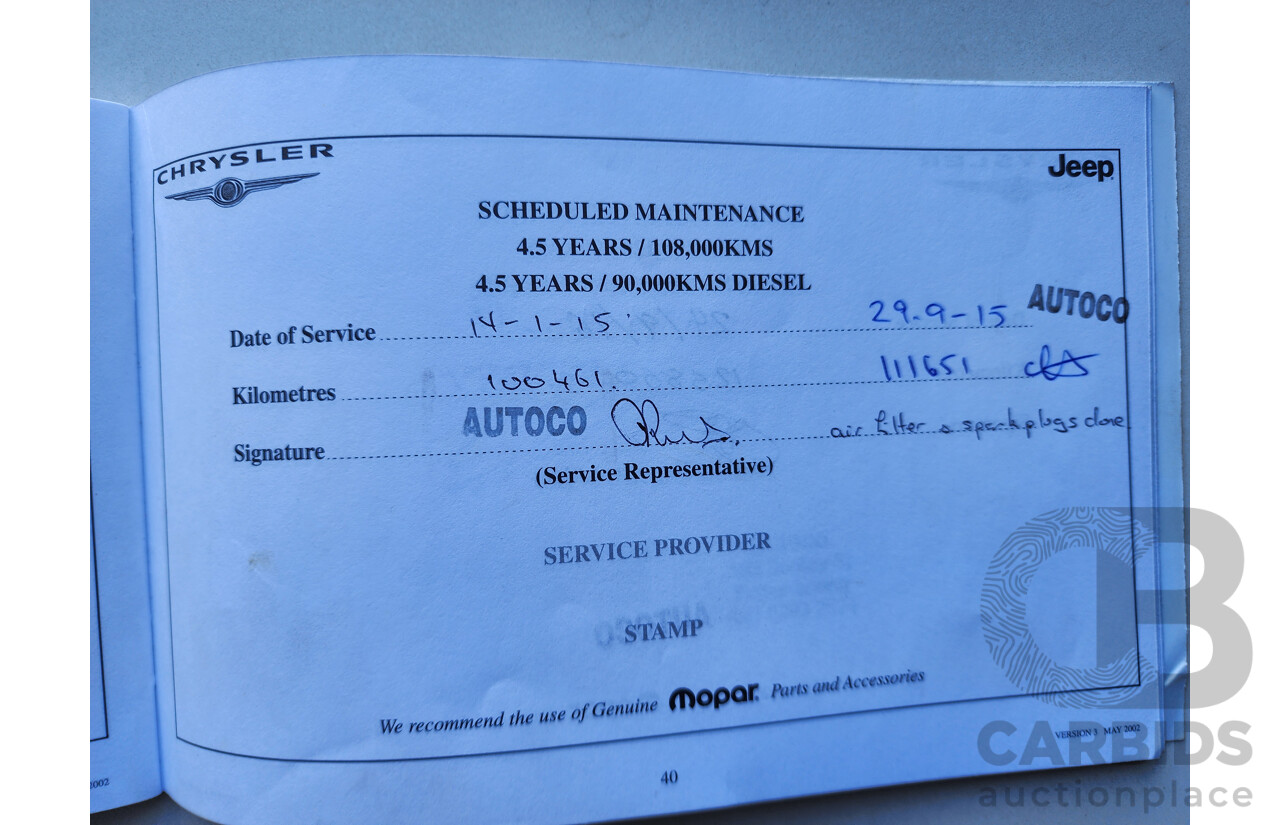 CHRYSLER
Jeep
SCHEDULED MAINTENANCE
4.5 YEARS / 108,000KMS
4.5 YEARS / 90,000KMS DIESEL
Date of Service 14-1-15 29-9-15 AUTOCO
Kilometres 100461. 111651
Signature AUTOCO air filter & spark plugs done
(Service Representative)
SERVICE PROVIDER
STAMP
AUTOCO
We recommend the use of Genuine mopar Parts and Accessories
VERSION 3 MAY 2002
40
2002
CB
CARBIDS
auctionplace